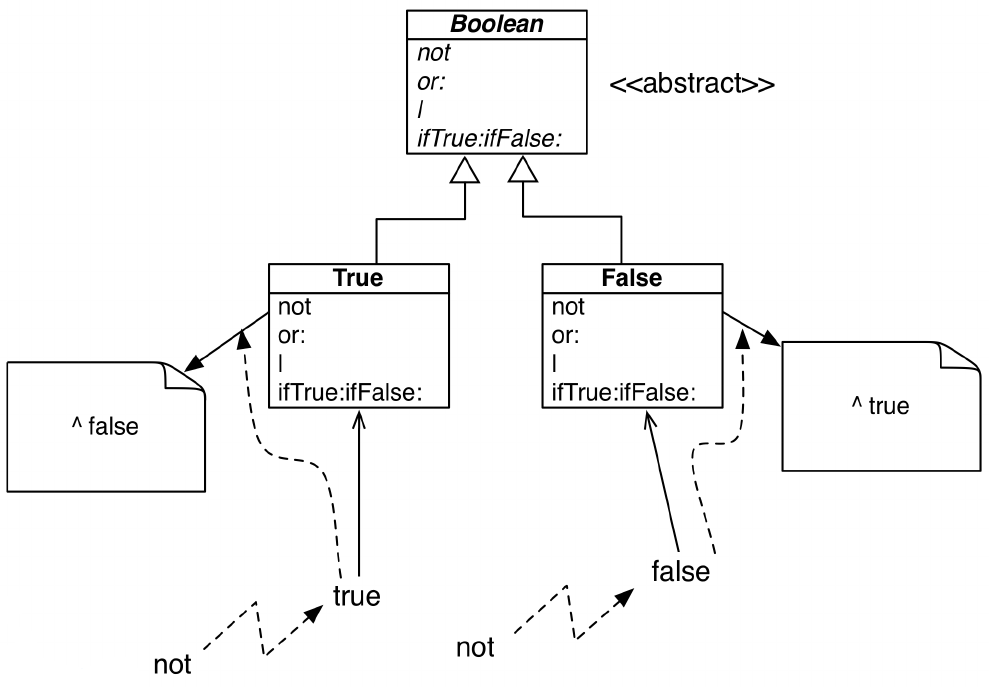 Boolean
not
or:
|
ifTrue:ifFalse:
<<abstract>>
True
not
or:
|
ifTrue:ifFalse:
False
not
or:
|
ifTrue:ifFalse:
^ false
^ true
true
false
not
not